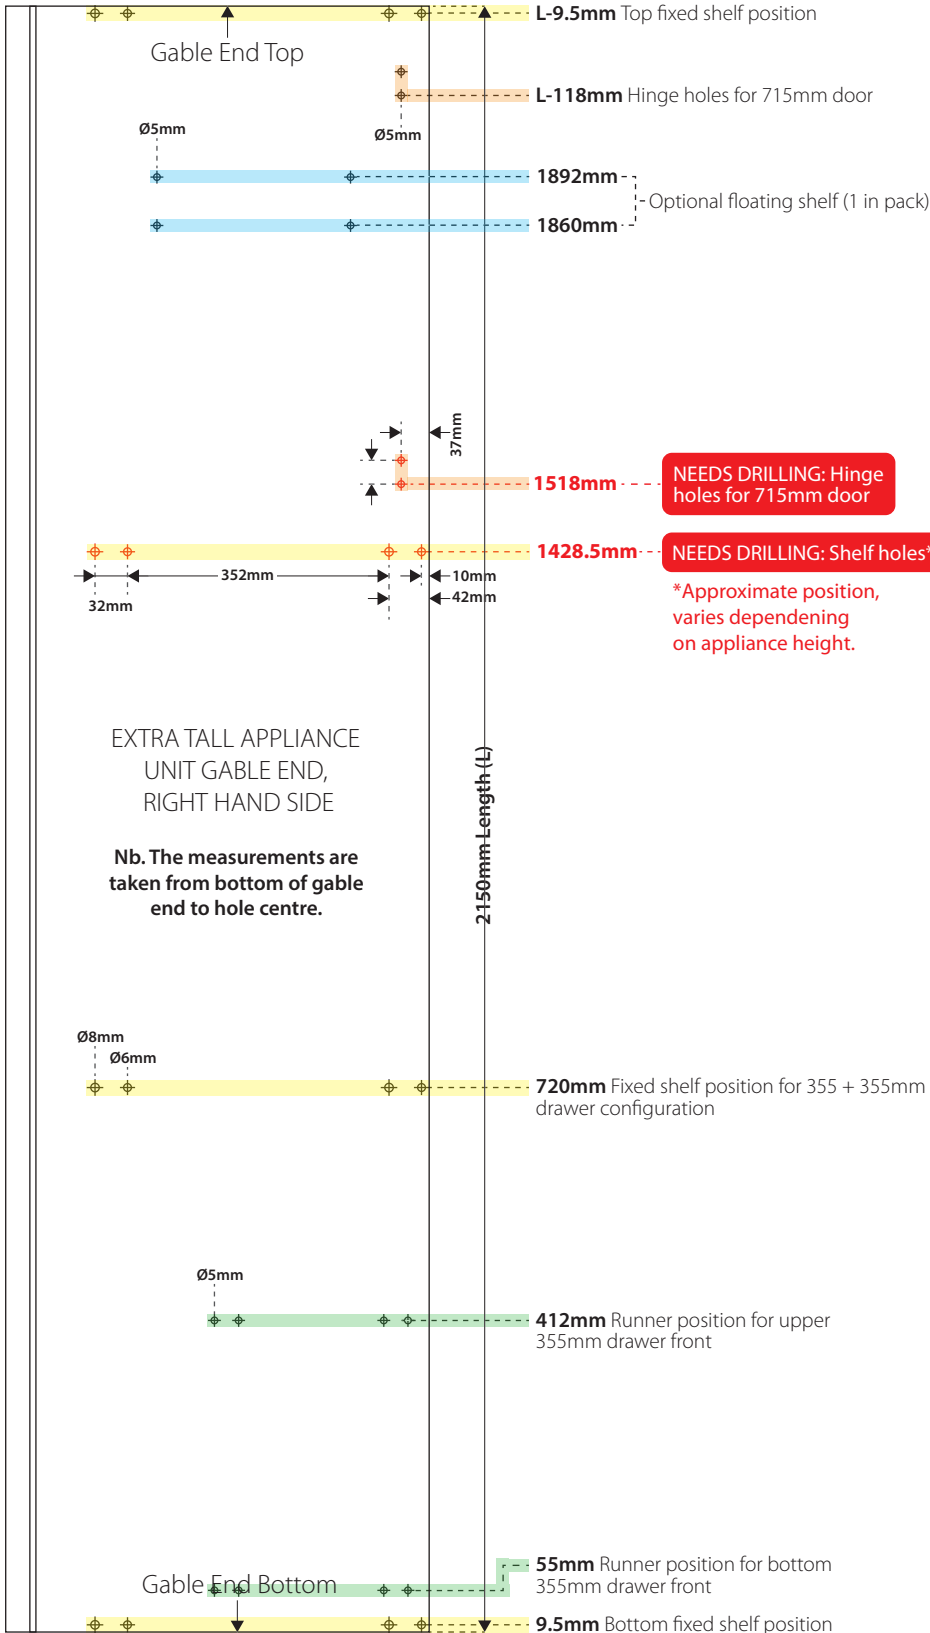 L-9.5mm Top fixed shelf position
Gable End Top
L-118mm Hinge holes for 715mm door
Ø5mm
Ø5mm
1892mm
Optional floating shelf (1 in pack)
1860mm
37mm
1518mm
NEEDS DRILLING: Hinge
holes for 715mm door
1428.5mm
NEEDS DRILLING: Shelf holes*
352mm
10mm
32mm
42mm
*Approximate position,
varies dependening
on appliance height.
EXTRA TALL APPLIANCE
UNIT GABLE END,
RIGHT HAND SIDE
2150mm Length (L)
Nb. The measurements are
taken from bottom of gable
end to hole centre.
Ø8mm
Ø6mm
720mm Fixed shelf position for 355 + 355mm
drawer configuration
Ø5mm
412mm Runner position for upper
355mm drawer front
55mm Runner position for bottom
355mm drawer front
Gable End Bottom
9.5mm Bottom fixed shelf position